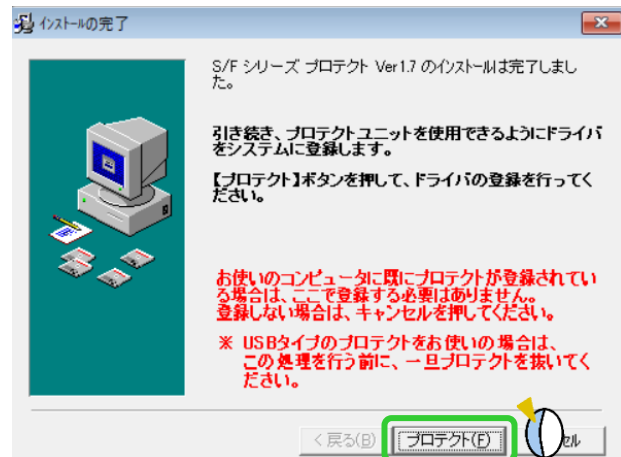 インストールの完了
S/F シリーズ プロテクト Ver1.7 のインストールは完了しまし
た。
引き続き、プロテクトユニットを使用できるようにドライバ
をシステムに登録します。
【プロテクト】ボタンを押して、ドライバの登録を行ってく
ださい。
お使いのコンピュータに既にプロテクトが登録されてい
る場合は、ここで登録する必要はありません。
登録しない場合は、キャンセルを押してください。
※ USBタイプのプロテクトをお使いの場合は、
この処理を行う前に、一旦プロテクトを抜いてく
ださい。
< 戻る(B) プロテクト(F) セル